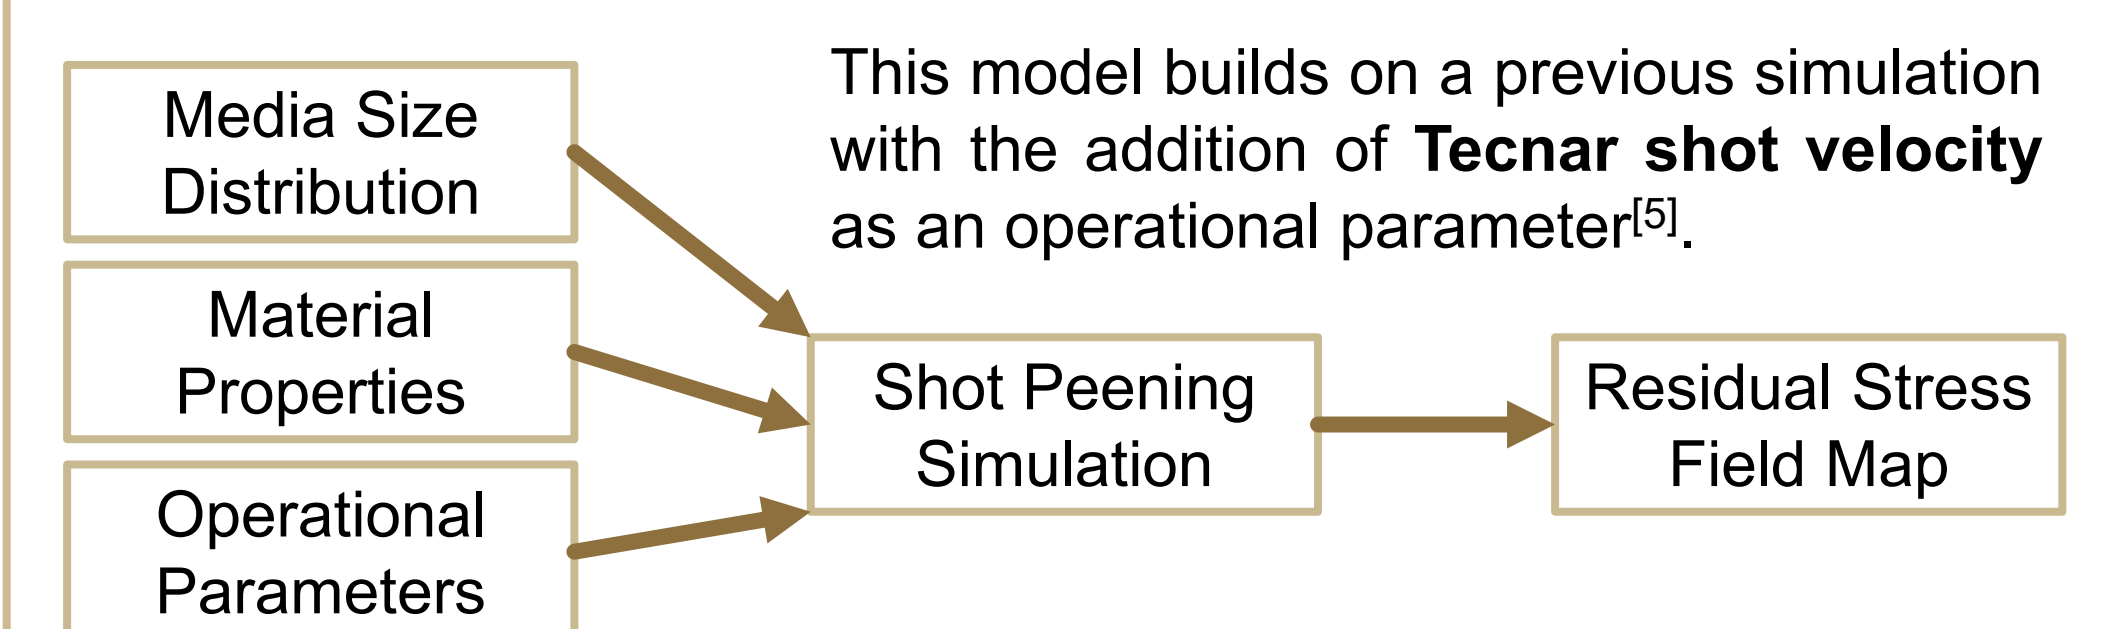 Media Size
Distribution
This model builds on a previous simulation
with the addition of Tecnar shot velocity
as an operational parameter[5].
Material
Properties
Operational
Parameters
Shot Peening
Simulation
Residual Stress
Field Map